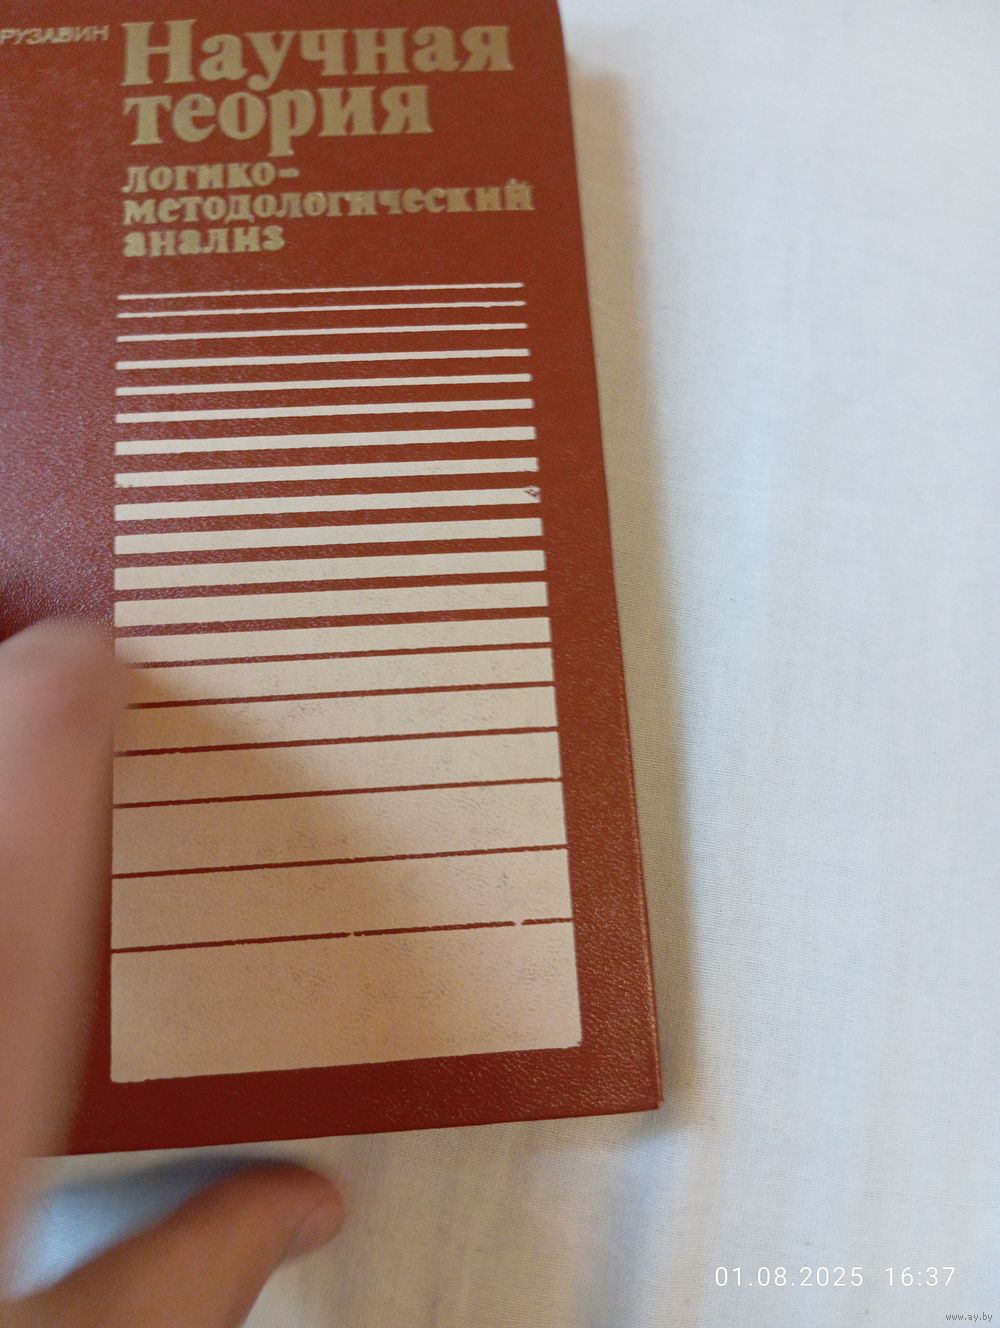 РУЗАВИН
Научная
теория
логико-
методологический
анализ
01.08.2025 16:37
www.ay.by